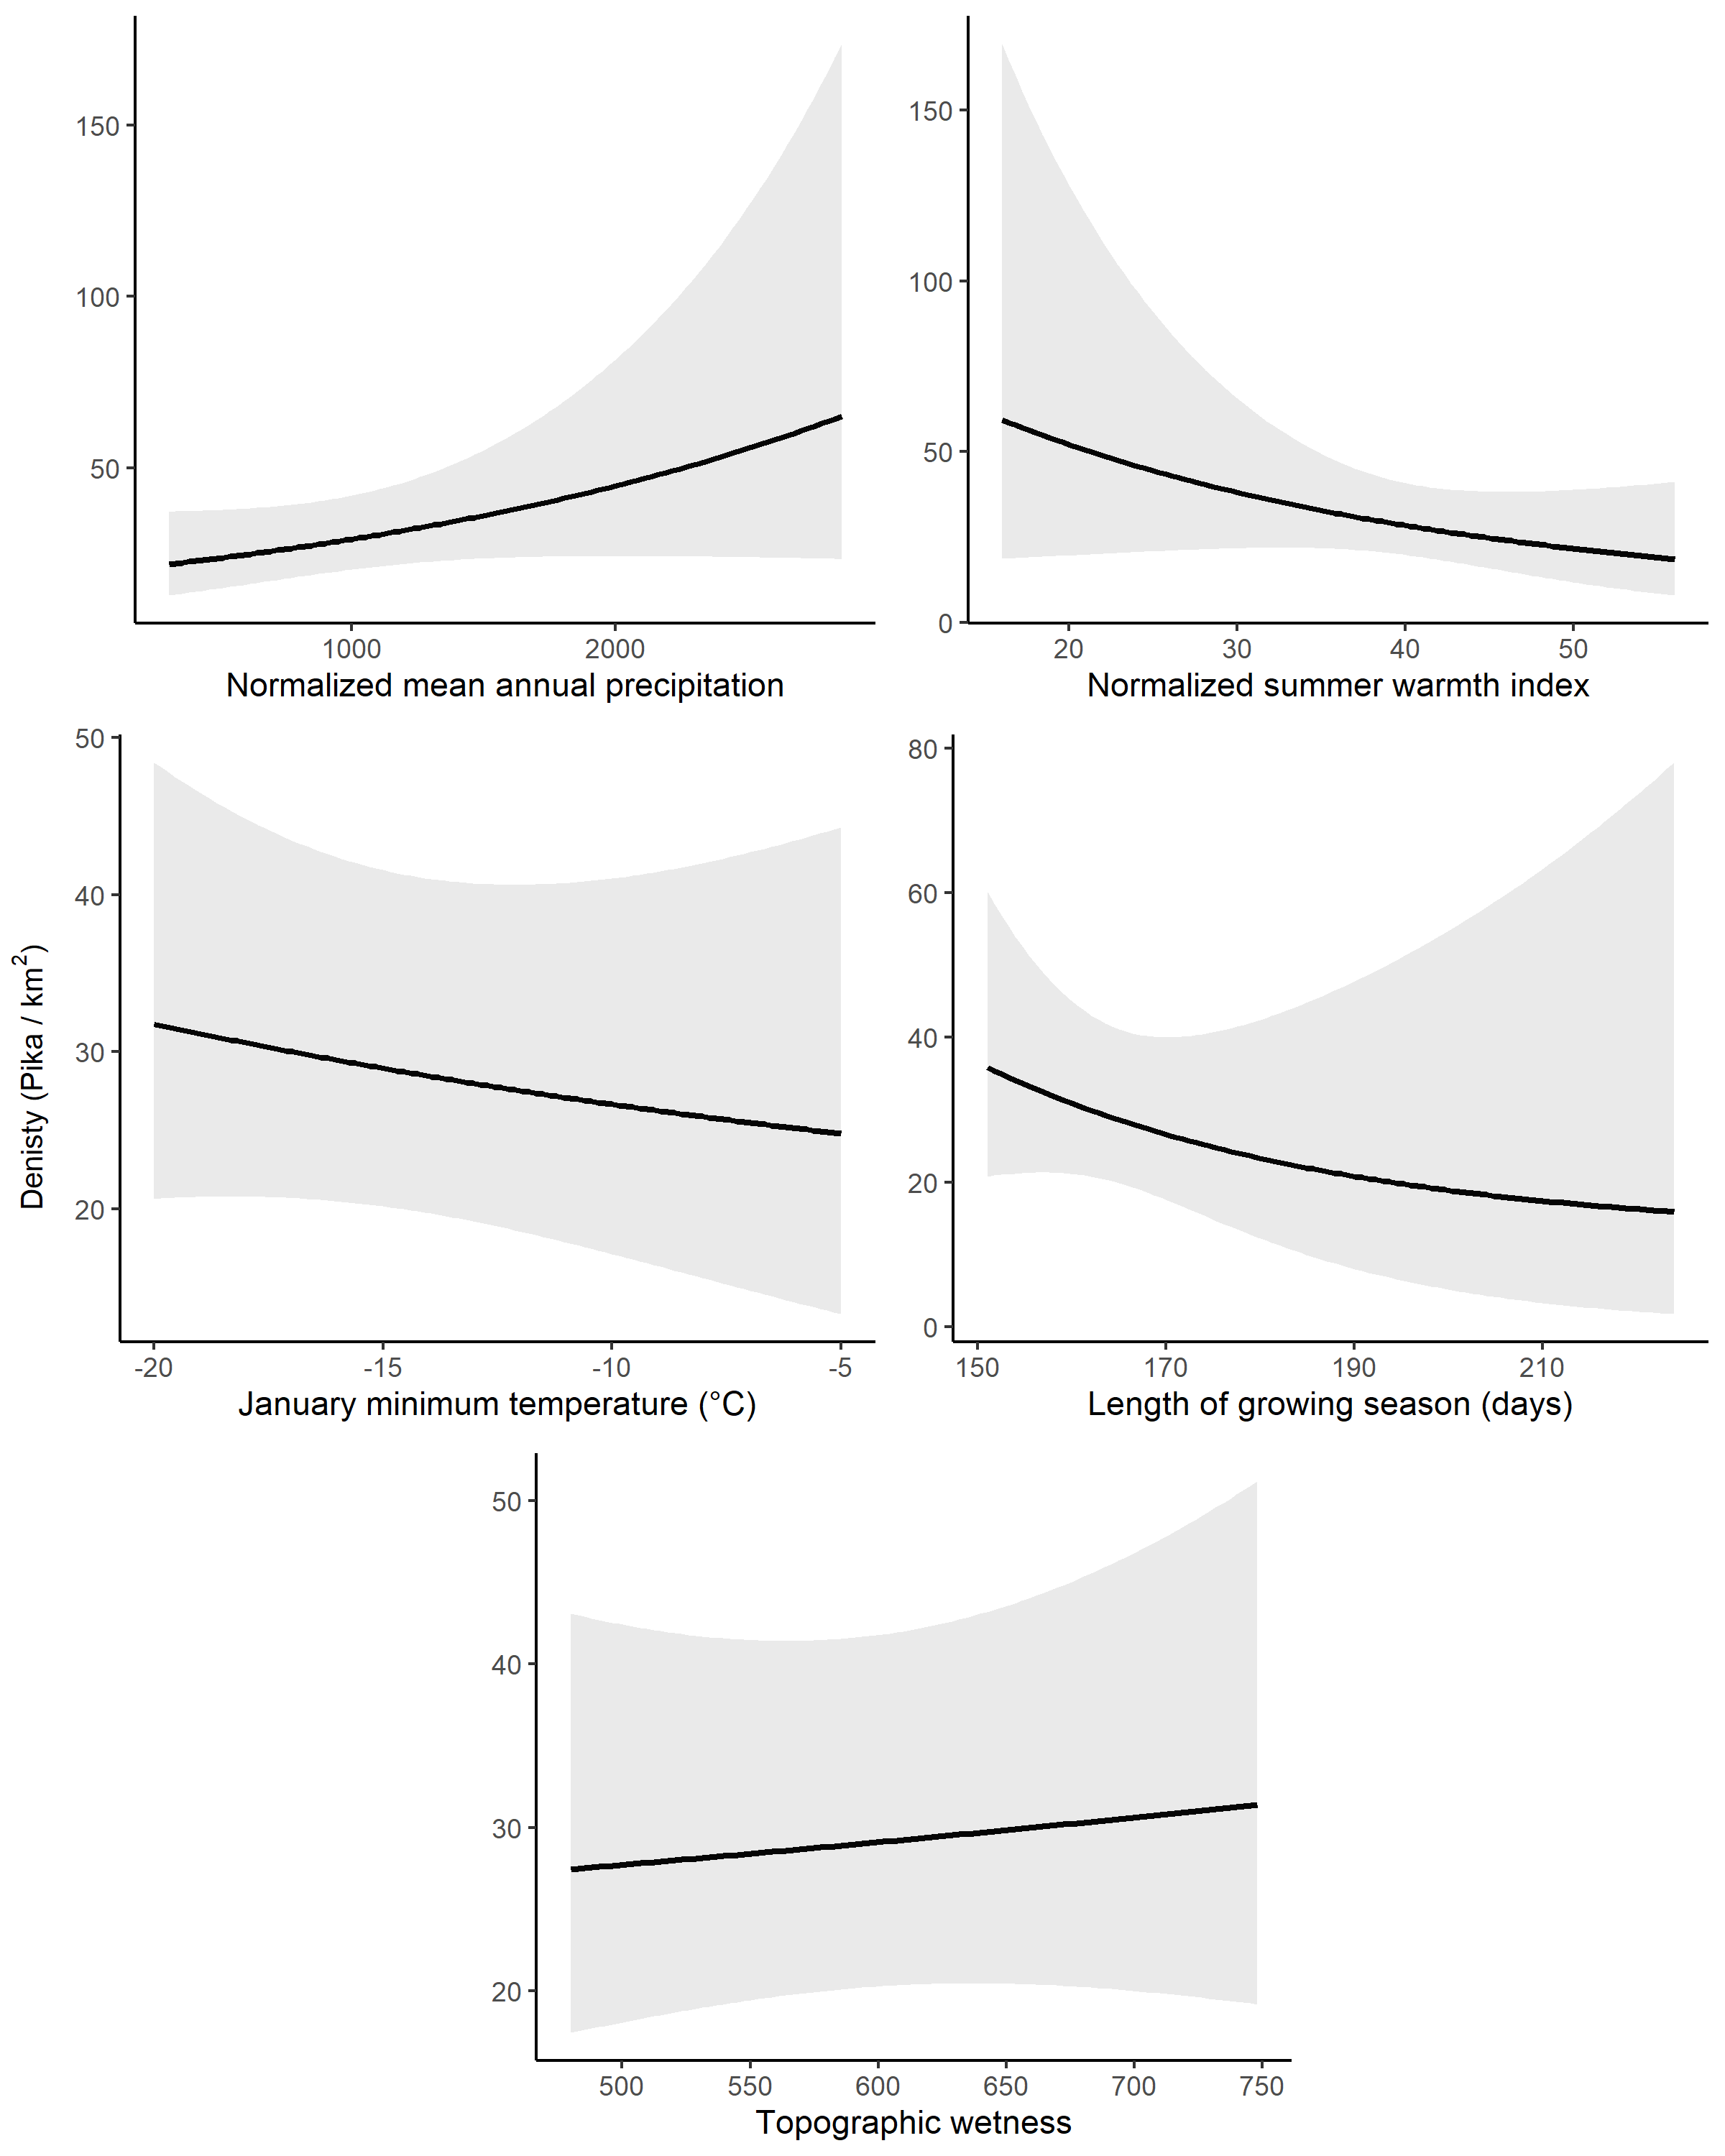 150
100
50
1000 2000
Normalized mean annual precipitation
150
100
50
0
20 30 40 50
Normalized summer warmth index
Denisty (Pika / km²)
50
40
30
20
-20 -15 -10 -5
January minimum temperature (°C)
80
60
40
20
0
150 170 190 210
Length of growing season (days)
50
40
30
20
500 550 600 650 700 750
Topographic wetness